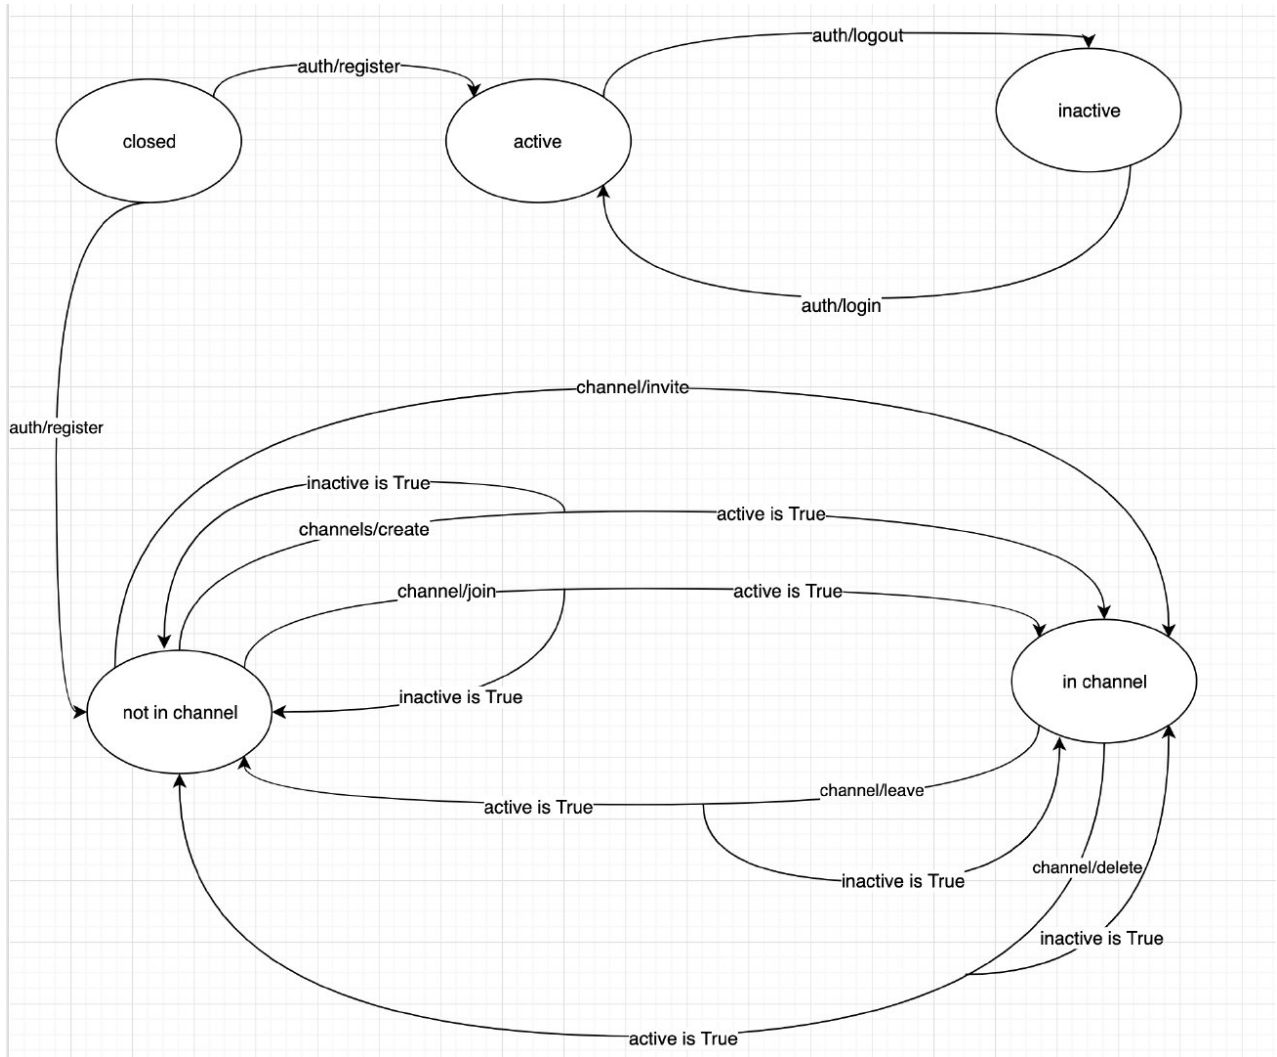 auth/logout
auth/register
closed
active
inactive
auth/login
channel/invite
auth/register
inactive is True
active is True
channels/create
channel/join
active is True
inactive is True
not in channel
in channel
channel/leave
active is True
channel/delete
inactive is True
inactive is True
active is True